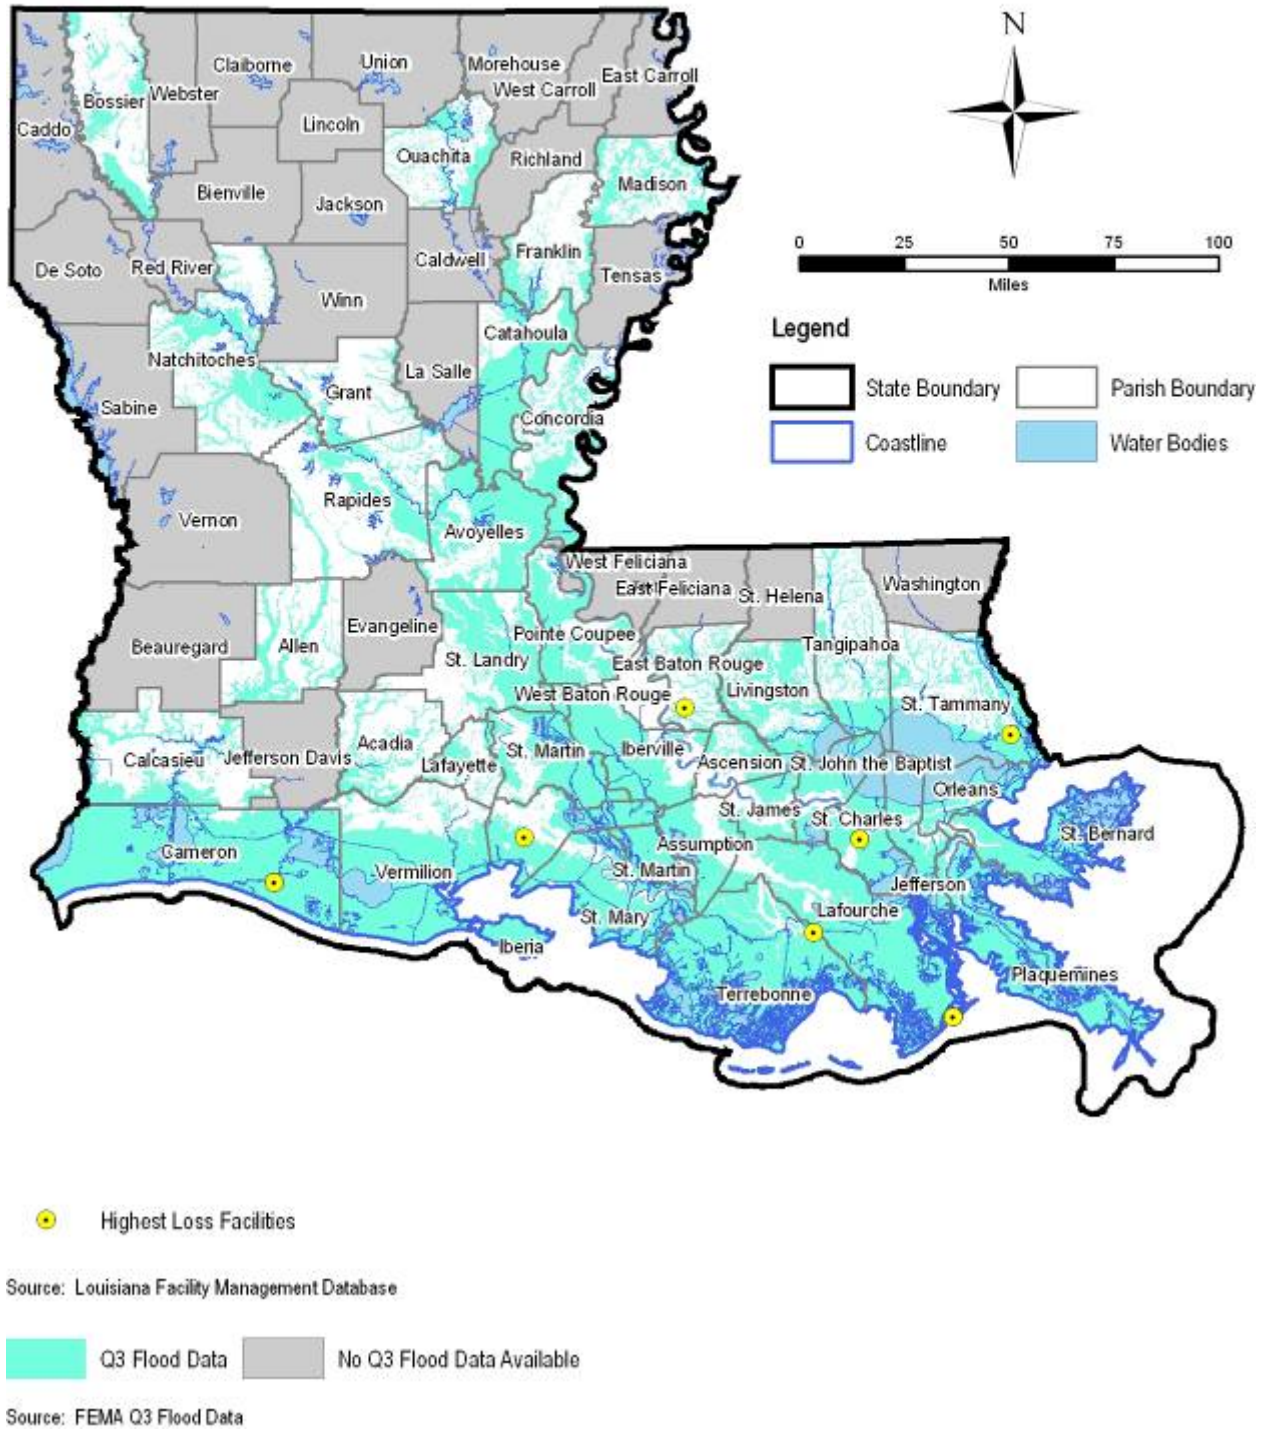 N
Claiborne
Union
Morehouse
West Carroll
East Carroll
Bossier
Webster
Caddo
Lincoln
Ouachita
Richland
Madison
Bienville
Jackson
De Soto
Red River
Caldwell
Franklin
Tensas
Winn
0 25 50 75 100
Miles
Legend
State Boundary
Parish Boundary
Coastline
Water Bodies
Natchitoches
Catahoula
La Salle
Grant
Sabine
Concordia
Vernon
Rapides
Avoyelles
West Feliciana
East Feliciana
St. Helena
Washington
Beauregard
Allen
Evangeline
Pointe Coupee
Tangipahoa
St. Landry
East Baton Rouge
West Baton Rouge
Livingston
St. Tammany
Calcasieu
Jefferson Davis
Acadia
Lafayette
St. Martin
Iberville
Ascension
St. John the Baptist
Orleans
St. James
St. Charles
St. Bernard
Cameron
Vermilion
Assumption
St. Martin
Jefferson
St. Mary
Lafourche
Iberia
Terrebonne
Plaquemines
Highest Loss Facilities
Source: Louisiana Facility Management Database
Q3 Flood Data
No Q3 Flood Data Available
Source: FEMA Q3 Flood Data